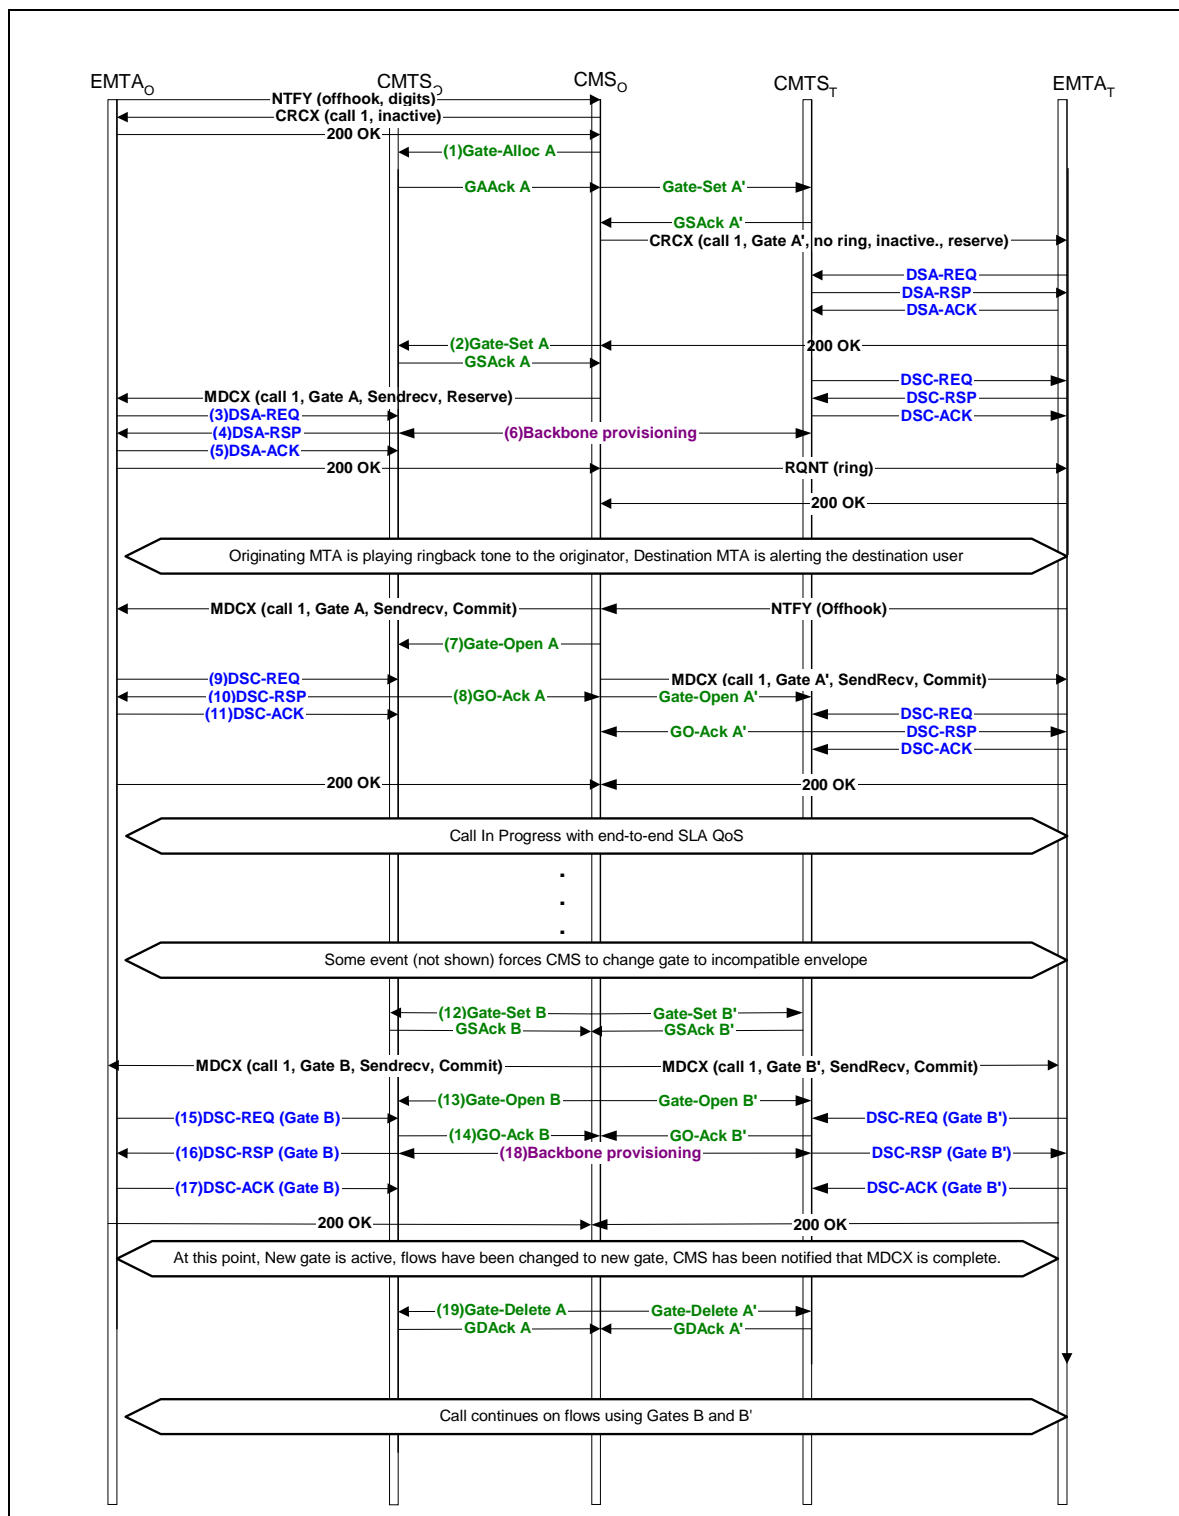 EMTAO CMTSO CMSO CMTST EMTAT
NTFY (offhook, digits)
CRCX (call 1, inactive)
200 OK
(1)Gate-Alloc A
GAAck A Gate-Set A'
GSAck A'
CRCX (call 1, Gate A', no ring, inactive., reserve)
DSA-REQ
DSA-RSP
DSA-ACK
(2)Gate-Set A 200 OK
GSAck A
DSC-REQ
MDCX (call 1, Gate A, Sendrecv, Reserve) DSC-RSP
(3)DSA-REQ DSC-ACK
(4)DSA-RSP (6)Backbone provisioning
(5)DSA-ACK
200 OK RQNT (ring)
200 OK
Originating MTA is playing ringback tone to the originator, Destination MTA is alerting the destination user
MDCX (call 1, Gate A, Sendrecv, Commit) NTFY (Offhook)
(7)Gate-Open A
(9)DSC-REQ MDCX (call 1, Gate A', SendRecv, Commit)
(10)DSC-RSP (8)GO-Ack A Gate-Open A'
(11)DSC-ACK DSC-REQ
GO-Ack A' DSC-RSP
DSC-ACK
200 OK 200 OK
Call In Progress with end-to-end SLA QoS
.
.
.
Some event (not shown) forces CMS to change gate to incompatible envelope
(12)Gate-Set B Gate-Set B'
GSAck B GSAck B'
MDCX (call 1, Gate B, Sendrecv, Commit) MDCX (call 1, Gate B', SendRecv, Commit)
(13)Gate-Open B Gate-Open B'
(15)DSC-REQ (Gate B) DSC-REQ (Gate B')
(14)GO-Ack B GO-Ack B'
(16)DSC-RSP (Gate B) (18)Backbone provisioning DSC-RSP (Gate B')
(17)DSC-ACK (Gate B) DSC-ACK (Gate B')
200 OK 200 OK
At this point, New gate is active, flows have been changed to new gate, CMS has been notified that MDCX is complete.
(19)Gate-Delete A Gate-Delete A'
GDAck A GDAck A'
Call continues on flows using Gates B and B'